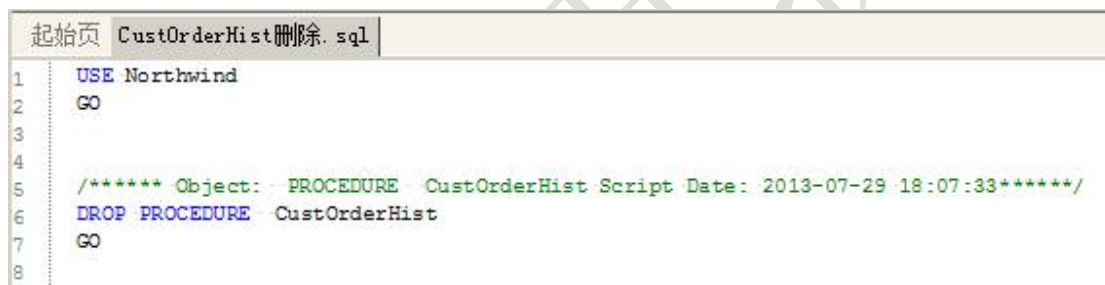 起始页 CustOrderHist删除.sql
1 USE Northwind
2 GO
3
4
5 /****** Object: PROCEDURE CustOrderHist Script Date: 2013-07-29 18:07:33******/
6 DROP PROCEDURE CustOrderHist
7 GO
8